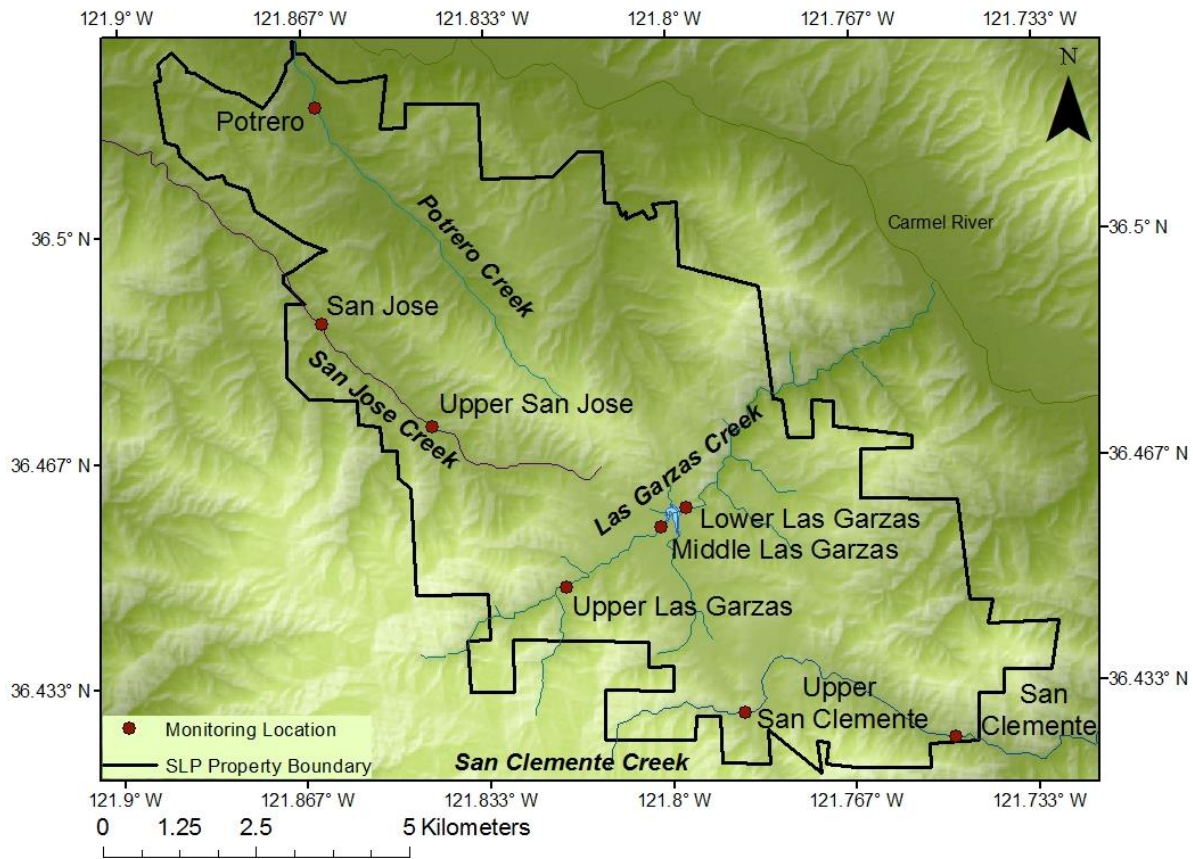 121.9° W
121.867° W
121.833° W
121.8° W
121.767° W
121.733° W
N
Potrero
Potrero Creek
Carmel River
36.5° N
36.5° N
San Jose
San Jose Creek
Upper San Jose
Las Garzas Creek
36.467° N
36.467° N
Lower Las Garzas
Middle Las Garzas
Upper Las Garzas
36.433° N
36.433° N
Upper
San Clemente
San
Clemente
Monitoring Location
SLP Property Boundary
San Clemente Creek
121.9° W
121.867° W
121.833° W
121.8° W
121.767° W
121.733° W
0 1.25 2.5 5 Kilometers